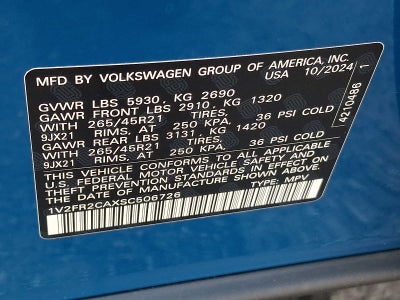 MFD BY VOLKSWAGEN GROUP OF AMERICA, INC.
USA 10/2024
GVWR LBS 5930, KG 2690
GAWR FRONT LBS 2910, KG 1320
WITH 265/45R21 TIRES,
9JX21 RIMS, AT 250 KPA. 36 PSI COLD
GAWR REAR LBS 3131, KG 1420
WITH 265/45R21 TIRES,
9JX21 RIMS, AT 250 KPA. 36 PSI COLD
THIS VEHICLE CONFORMS TO ALL APPLICABLE
U.S. FEDERAL MOTOR VEHICLE SAFETY AND
THEFT PREVENTION STANDARDS IN EFFECT ON
THE DATE OF MANUFACTURE SHOWN ABOVE.
1V2FR2CAXSC506726 TYPE: MPV
4210486 1